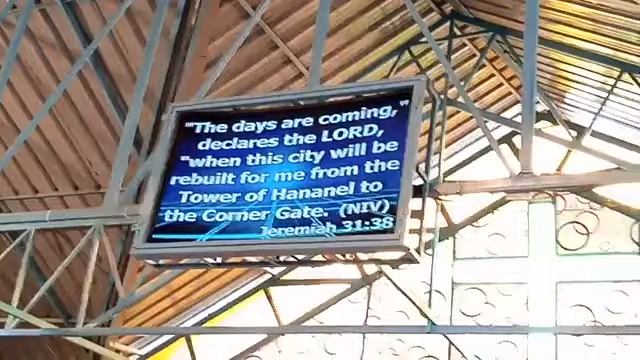 "'The days are coming,"
declares the LORD,
"when this city will be
rebuilt for me from the
Tower of Hananel to
the Corner Gate. (NIV)
Jeremiah 31:38